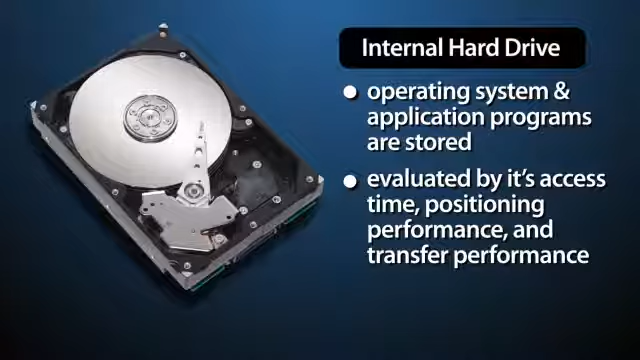 Internal Hard Drive
operating system &
application programs
are stored
evaluated by it's access
time, positioning
performance, and
transfer performance